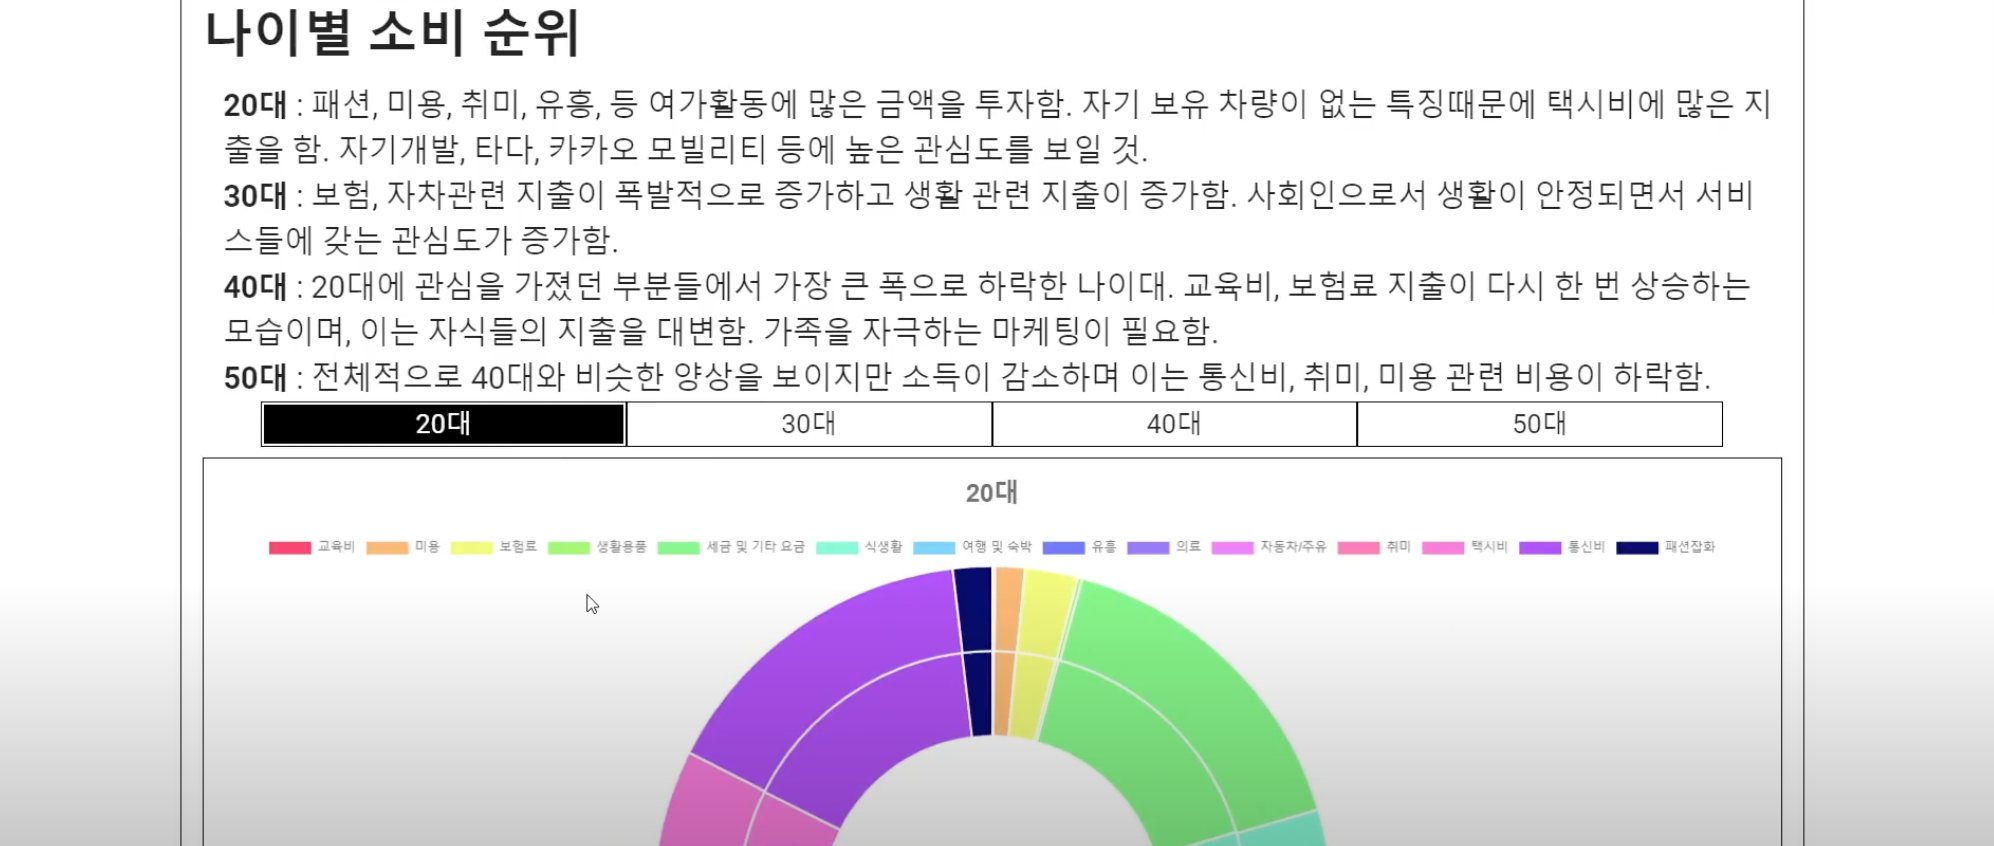 나이별 소비 순위
20대 : 패션, 미용, 취미, 유흥, 등 여가활동에 많은 금액을 투자함. 자기 보유 차량이 없는 특징때문에 택시비에 많은 지
출을 함. 자기개발, 타다, 카카오 모빌리티 등에 높은 관심도를 보일 것.
30대 : 보험, 자차관련 지출이 폭발적으로 증가하고 생활 관련 지출이 증가함. 사회인으로서 생활이 안정되면서 서비
스들에 갖는 관심도가 증가함.
40대 : 20대에 관심을 가졌던 부분들에서 가장 큰 폭으로 하락한 나이대. 교육비, 보험료 지출이 다시 한 번 상승하는
모습이며, 이는 자식들의 지출을 대변함. 가족을 자극하는 마케팅이 필요함.
50대 : 전체적으로 40대와 비슷한 양상을 보이지만 소득이 감소하며 이는 통신비, 취미, 미용 관련 비용이 하락함.
20대 30대 40대 50대
20대
교육비 미용 보험료 생활용품 세금 및 기타 요금 식생활 여행 및 숙박 유흥 의료 자동차/주유 취미 택시비 통신비 패션잡화